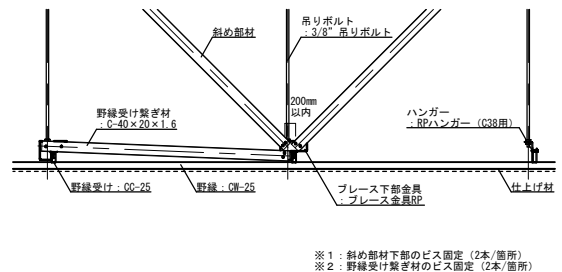 吊りボルト
：3/8” 吊りボルト
斜め部材
200mm
以内
野縁受け繋ぎ材
：C-40×20×1.6
ハンガー
：RPハンガー（C38用）
野縁受け：CC-25
野縁：CW-25
ブレース下部金具
：ブレース金具RP
仕上げ材
※１：斜め部材下部のビス固定（2本/箇所）
※２：野縁受け繋ぎ材のビス固定（2本/箇所）